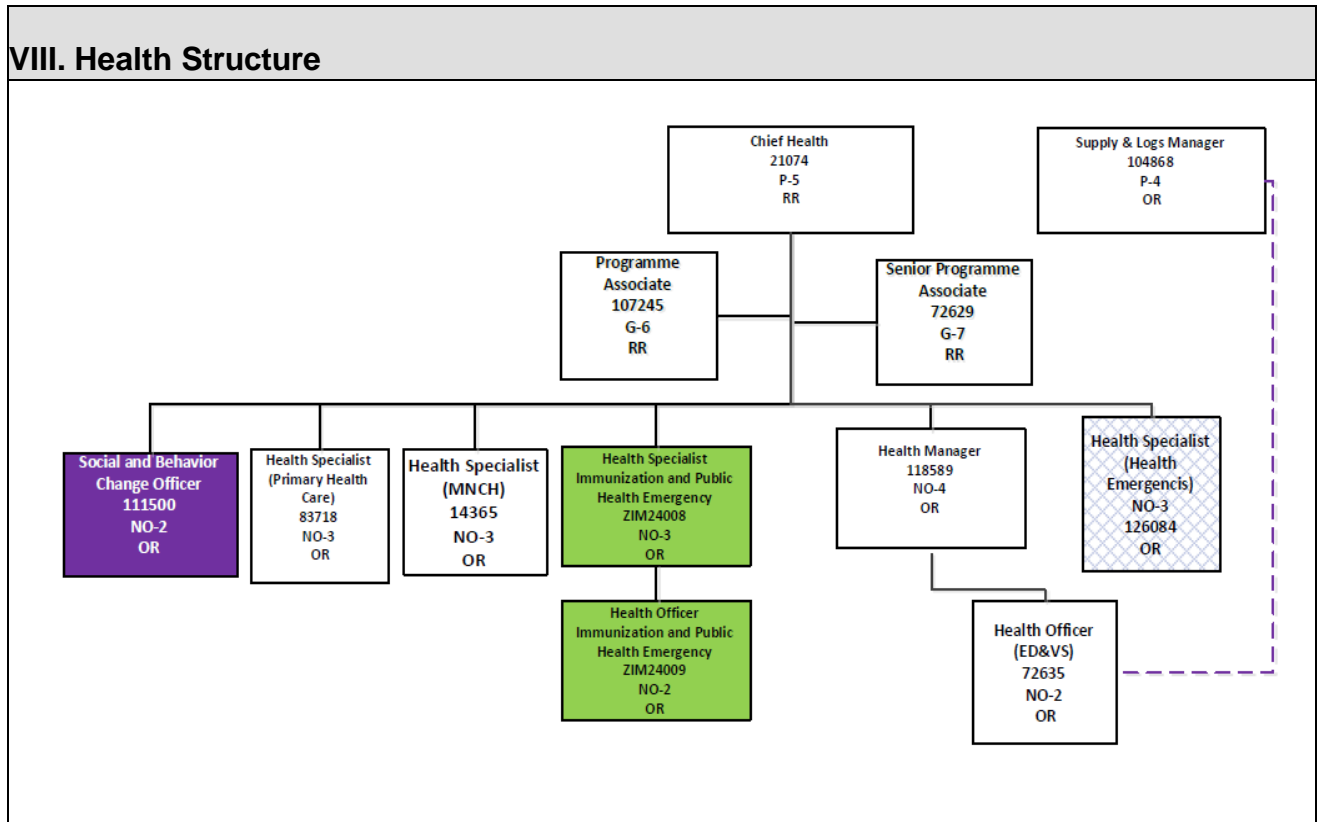 VIII. Health Structure
Chief Health
21074
P-5
RR
Supply & Logs Manager
104868
P-4
OR
Programme
Associate
107245
G-6
RR
Senior Programme
Associate
72629
G-7
RR
Social and Behavior
Change Officer
111500
NO-2
OR
Health Specialist
(Primary Health
Care)
83718
NO-3
OR
Health Specialist
(MNCH)
14365
NO-3
OR
Health Specialist
Immunization and Public
Health Emergency
ZIM24008
NO-3
OR
Health Manager
118589
NO-4
OR
Health Specialist
(Health
Emergencis)
NO-3
126084
OR
Health Officer
Immunization and Public
Health Emergency
ZIM24009
NO-2
OR
Health Officer
(ED&VS)
72635
NO-2
OR